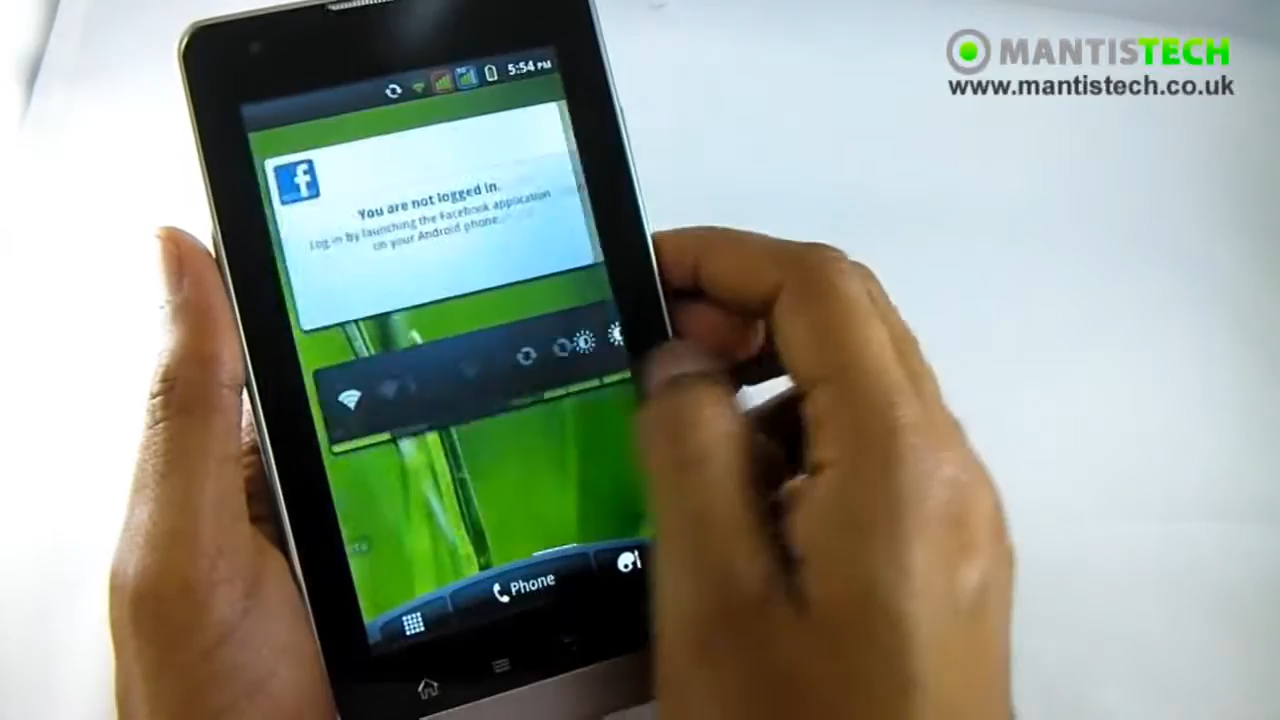 MANTISTECH
www.mantistech.co.uk
5:54 PM
f
You are not logged in.
Log in by launching the Facebook application
on your Android phone.
Phone